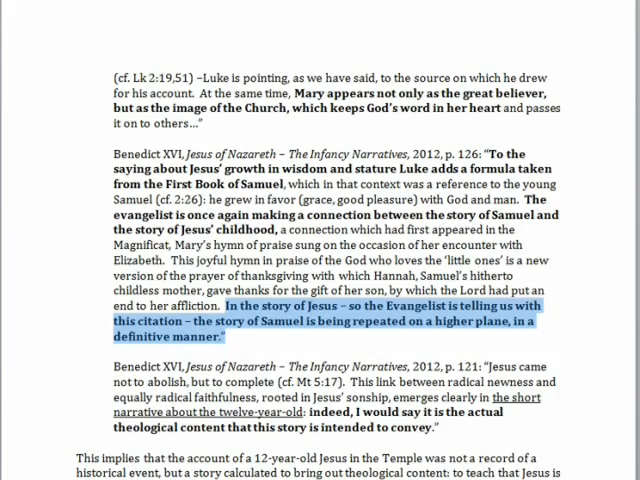 (cf. Lk 2:19,51) –Luke is pointing, as we have said, to the source on which he drew
for his account.  At the same time, Mary appears not only as the great believer,
but as the image of the Church, which keeps God's word in her heart and passes
it on to others…"
Benedict XVI, Jesus of Nazareth – The Infancy Narratives, 2012, p. 126: "To the
saying about Jesus' growth in wisdom and stature Luke adds a formula taken
from the First Book of Samuel, which in that context was a reference to the young
Samuel (cf. 2:26): he grew in favor (grace, good pleasure) with God and man.  The
evangelist is once again making a connection between the story of Samuel and
the story of Jesus' childhood, a connection which had first appeared in the
Magnificat, Mary's hymn of praise sung on the occasion of her encounter with
Elizabeth.  This joyful hymn in praise of the God who loves the 'little ones' is a new
version of the prayer of thanksgiving with which Hannah, Samuel's hitherto
childless mother, gave thanks for the gift of her son, by which the Lord had put an
end to her affliction.  In the story of Jesus – so the Evangelist is telling us with
this citation – the story of Samuel is being repeated on a higher plane, in a
definitive manner."
Benedict XVI, Jesus of Nazareth – The Infancy Narratives, 2012, p. 121: "Jesus came
not to abolish, but to complete (cf. Mt 5:17).  This link between radical newness and
equally radical faithfulness, rooted in Jesus' sonship, emerges clearly in the short
narrative about the twelve-year-old: indeed, I would say it is the actual
theological content that this story is intended to convey."
This implies that the account of a 12-year-old Jesus in the Temple was not a record of a
historical event, but a story calculated to bring out theological content: to teach that Jesus is